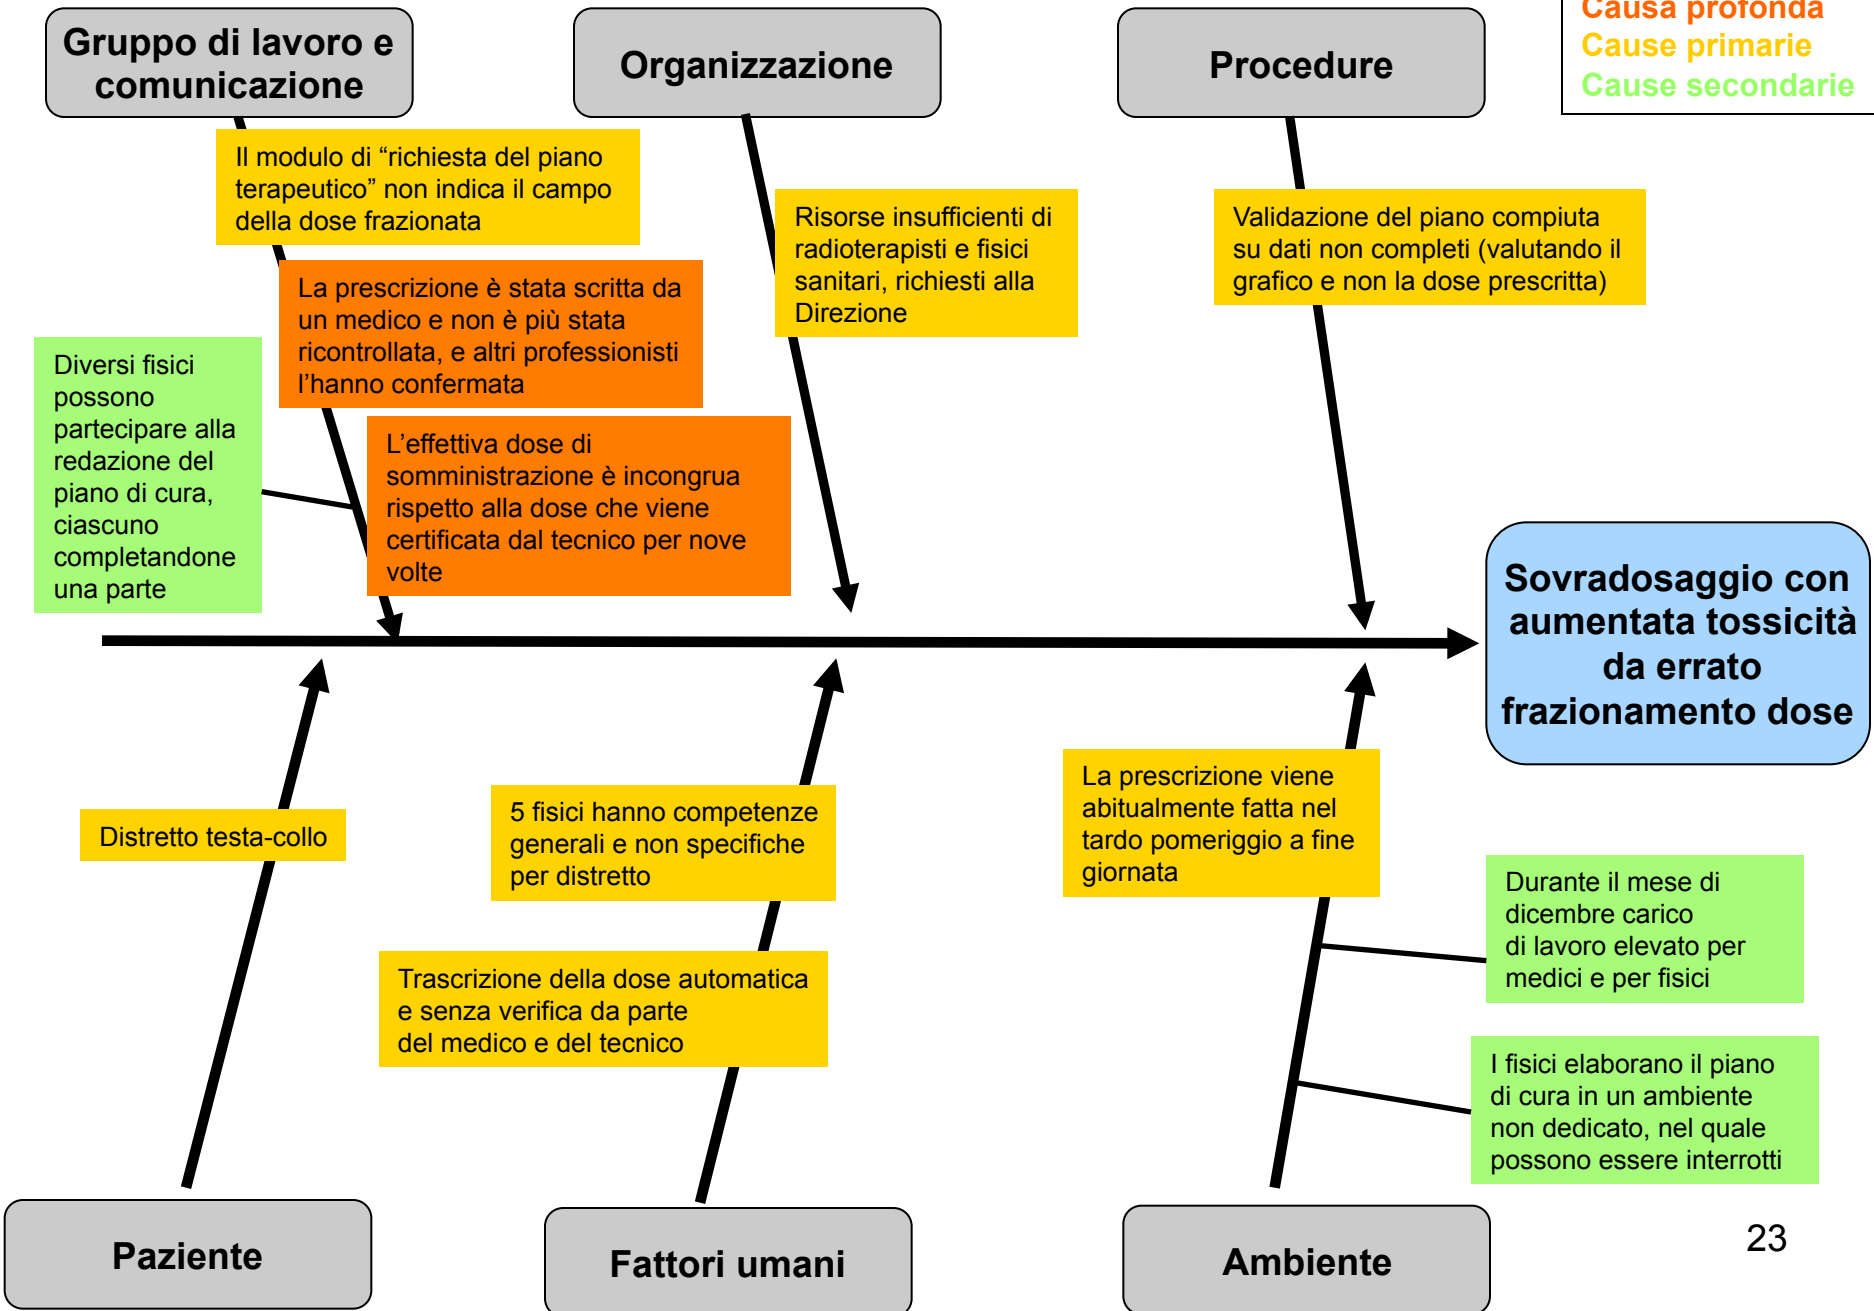 Causa profonda
Cause primarie
Cause secondarie
Gruppo di lavoro e
comunicazione
Organizzazione
Procedure
Il modulo di “richiesta del piano
terapeutico” non indica il campo
della dose frazionata
Risorse insufficienti di
radioterapisti e fisici
sanitari, richiesti alla
Direzione
Validazione del piano compiuta
su dati non completi (valutando il
grafico e non la dose prescritta)
La prescrizione è stata scritta da
un medico e non è più stata
ricontrollata, e altri professionisti
l’hanno confermata
Diversi fisici
possono
partecipare alla
redazione del
piano di cura,
ciascuno
completandone
una parte
L’effettiva dose di
somministrazione è incongrua
rispetto alla dose che viene
certificata dal tecnico per nove
volte
Sovradosaggio con
aumentata tossicità
da errato
frazionamento dose
Distretto testa-collo
5 fisici hanno competenze
generali e non specifiche
per distretto
La prescrizione viene
abitualmente fatta nel
tardo pomeriggio a fine
giornata
Durante il mese di
dicembre carico
di lavoro elevato per
medici e per fisici
Trascrizione della dose automatica
e senza verifica da parte
del medico e del tecnico
I fisici elaborano il piano
di cura in un ambiente
non dedicato, nel quale
possono essere interrotti
Paziente
Fattori umani
Ambiente
23